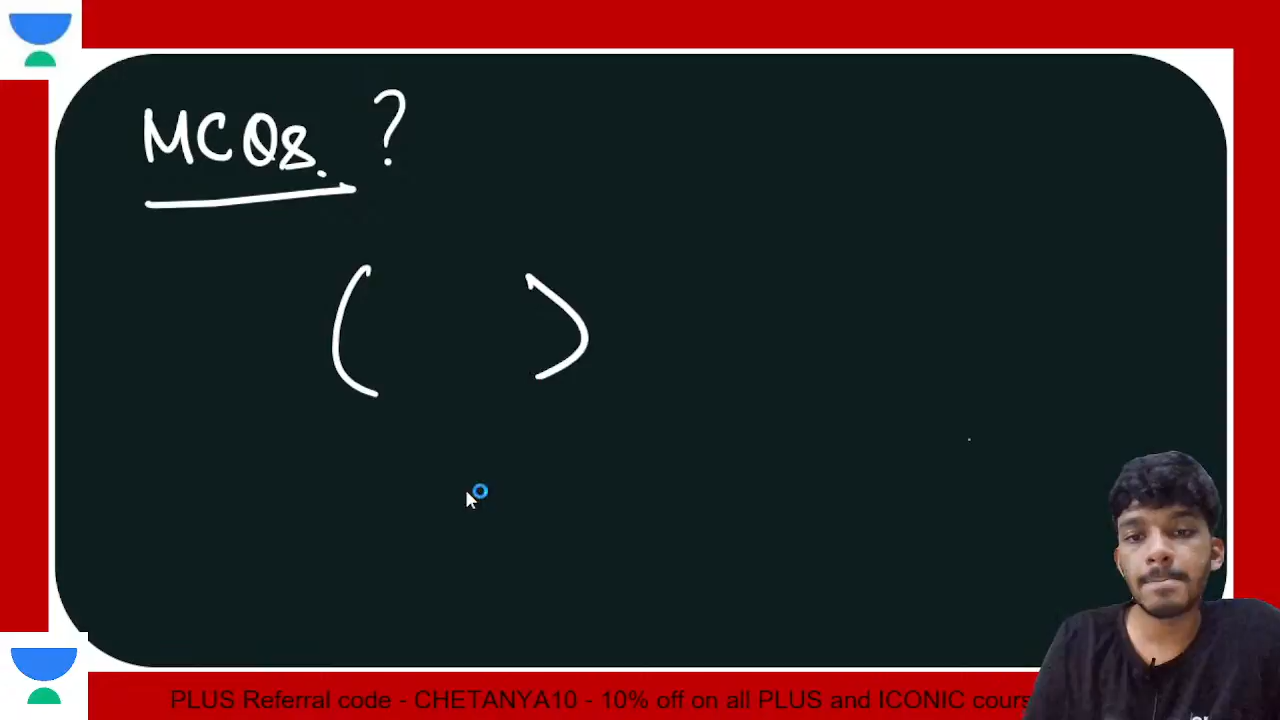 MCQs. ?
( )
PLUS Referral code - CHETANYA10 - 10% off on all PLUS and ICONIC cours